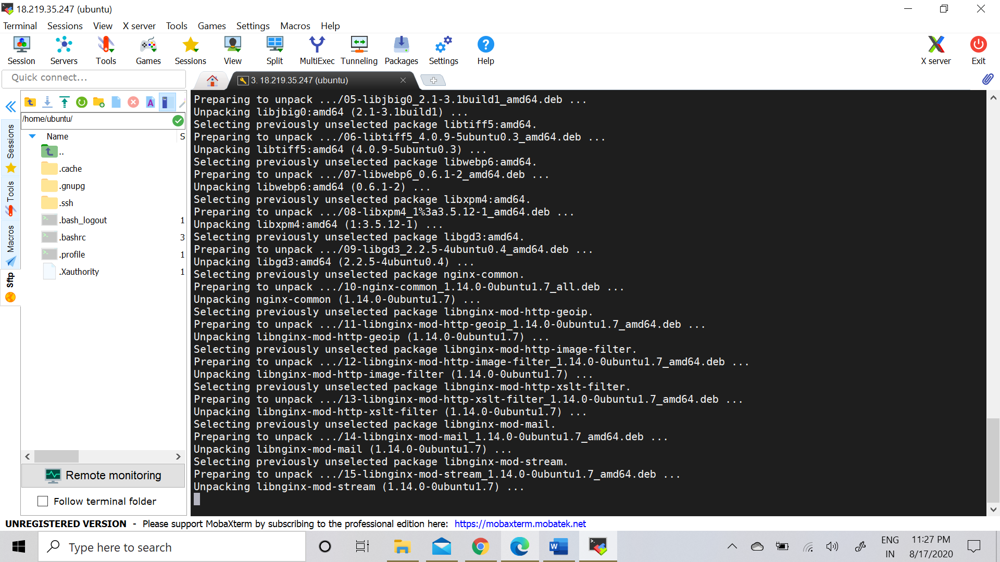 18.219.35.247 (ubuntu)
Terminal Sessions View X server Tools Games Settings Macros Help
Session Servers Tools Games Sessions View Split MultiExec Tunneling Packages Settings Help X server Exit
Quick connect...
3. 18.219.35.247 (ubuntu)
/home/ubuntu/
Name S
..
.cache
.gnupg
.ssh
.bash_logout 1
.bashrc 3
.profile 1
.Xauthority 1
Sessions
Tools
Macros
Sftp
Remote monitoring
Follow terminal folder
Preparing to unpack .../05-libjbig0_2.1-3.1build1_amd64.deb ...
Unpacking libjbig0:amd64 (2.1-3.1build1) ...
Selecting previously unselected package libtiff5:amd64.
Preparing to unpack .../06-libtiff5_4.0.9-5ubuntu0.3_amd64.deb ...
Unpacking libtiff5:amd64 (4.0.9-5ubuntu0.3) ...
Selecting previously unselected package libwebp6:amd64.
Preparing to unpack .../07-libwebp6_0.6.1-2_amd64.deb ...
Unpacking libwebp6:amd64 (0.6.1-2) ...
Selecting previously unselected package libxpm4:amd64.
Preparing to unpack .../08-libxpm4_1%3a3.5.12-1_amd64.deb ...
Unpacking libxpm4:amd64 (1:3.5.12-1) ...
Selecting previously unselected package libgd3:amd64.
Preparing to unpack .../09-libgd3_2.2.5-4ubuntu0.4_amd64.deb ...
Unpacking libgd3:amd64 (2.2.5-4ubuntu0.4) ...
Selecting previously unselected package nginx-common.
Preparing to unpack .../10-nginx-common_1.14.0-0ubuntu1.7_all.deb ...
Unpacking nginx-common (1.14.0-0ubuntu1.7) ...
Selecting previously unselected package libnginx-mod-http-geoip.
Preparing to unpack .../11-libnginx-mod-http-geoip_1.14.0-0ubuntu1.7_amd64.deb ...
Unpacking libnginx-mod-http-geoip (1.14.0-0ubuntu1.7) ...
Selecting previously unselected package libnginx-mod-http-image-filter.
Preparing to unpack .../12-libnginx-mod-http-image-filter_1.14.0-0ubuntu1.7_amd64.deb ...
Unpacking libnginx-mod-http-image-filter (1.14.0-0ubuntu1.7) ...
Selecting previously unselected package libnginx-mod-http-xslt-filter.
Preparing to unpack .../13-libnginx-mod-http-xslt-filter_1.14.0-0ubuntu1.7_amd64.deb ...
Unpacking libnginx-mod-http-xslt-filter (1.14.0-0ubuntu1.7) ...
Selecting previously unselected package libnginx-mod-mail.
Preparing to unpack .../14-libnginx-mod-mail_1.14.0-0ubuntu1.7_amd64.deb ...
Unpacking libnginx-mod-mail (1.14.0-0ubuntu1.7) ...
Selecting previously unselected package libnginx-mod-stream.
Preparing to unpack .../15-libnginx-mod-stream_1.14.0-0ubuntu1.7_amd64.deb ...
Unpacking libnginx-mod-stream (1.14.0-0ubuntu1.7) ...
UNREGISTERED VERSION - Please support MobaXterm by subscribing to the professional edition here: https://mobaxterm.mobatek.net
Type here to search
ENG 11:27 PM
IN 8/17/2020